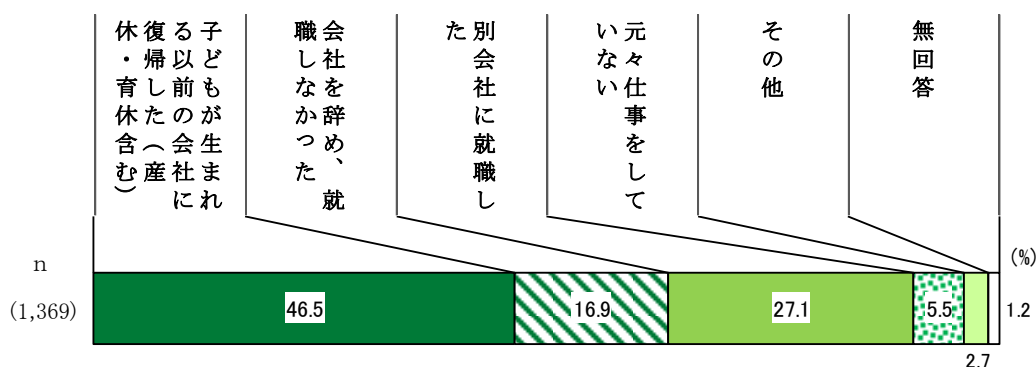 子どもが生まれ
る以前の会社に
復帰した（産
休・育休含む）
会社を辞め、就
職しなかった
別会社に就職し
た
元々仕事をして
いない
その他
無回答
(%)
n
(1,369)
46.5
16.9
27.1
5.5
1.2
2.7